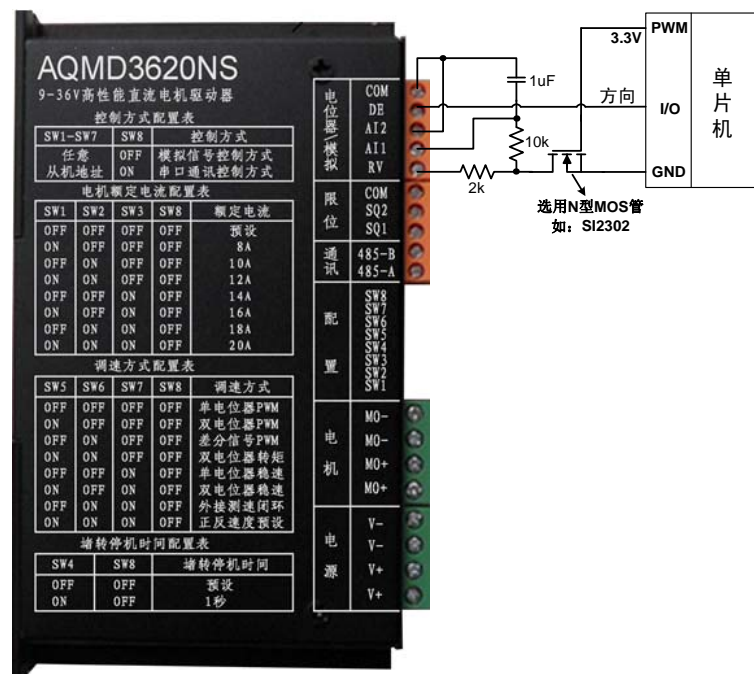 AQMD3620NS
9-36V高性能直流电机驱动器
控制方式配置表
SW1-SW7 SW8 控制方式
任意 OFF 模拟信号控制方式
从机地址 ON 串口通讯控制方式
电机额定电流配置表
SW1 SW2 SW3 SW8 额定电流
OFF OFF OFF OFF 预设
ON OFF OFF OFF 8A
OFF ON OFF OFF 10A
ON ON OFF OFF 12A
OFF OFF ON OFF 14A
ON OFF ON OFF 16A
OFF ON ON OFF 18A
ON ON ON OFF 20A
调速方式配置表
SW5 SW6 SW7 SW8 调速方式
OFF OFF OFF OFF 单电位器PWM
ON OFF OFF OFF 双电位器PWM
OFF ON OFF OFF 差分信号PWM
ON ON OFF OFF 双电位器转矩
OFF OFF ON OFF 单电位器稳速
ON OFF ON OFF 双电位器稳速
OFF ON ON OFF 外接测速闭环
ON ON ON OFF 正反速度预设
堵转停机时间配置表
SW4 SW8 堵转停机时间
OFF OFF 预设
ON OFF 1秒
电位器/模拟
COM
DE
AI2
AI1
RV
限位
COM
SQ2
SQ1
通讯
485-B
485-A
配置
SW8
SW7
SW6
SW5
SW4
SW3
SW2
SW1
电机
MO-
MO-
MO+
MO+
电源
V-
V-
V+
V+
1uF
10k
2k
3.3V
方向
PWM
I/O
GND
单片机
选用N型MOS管
如：SI2302